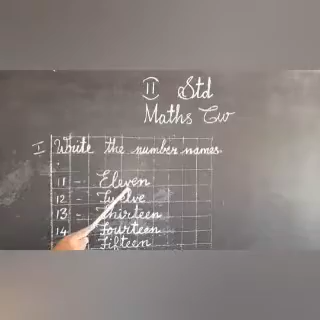 II Std
Maths Cw
I Write the number names.
11 - Eleven
12 - Twelve
13 - Thirteen
14 - Fourteen
Fifteen